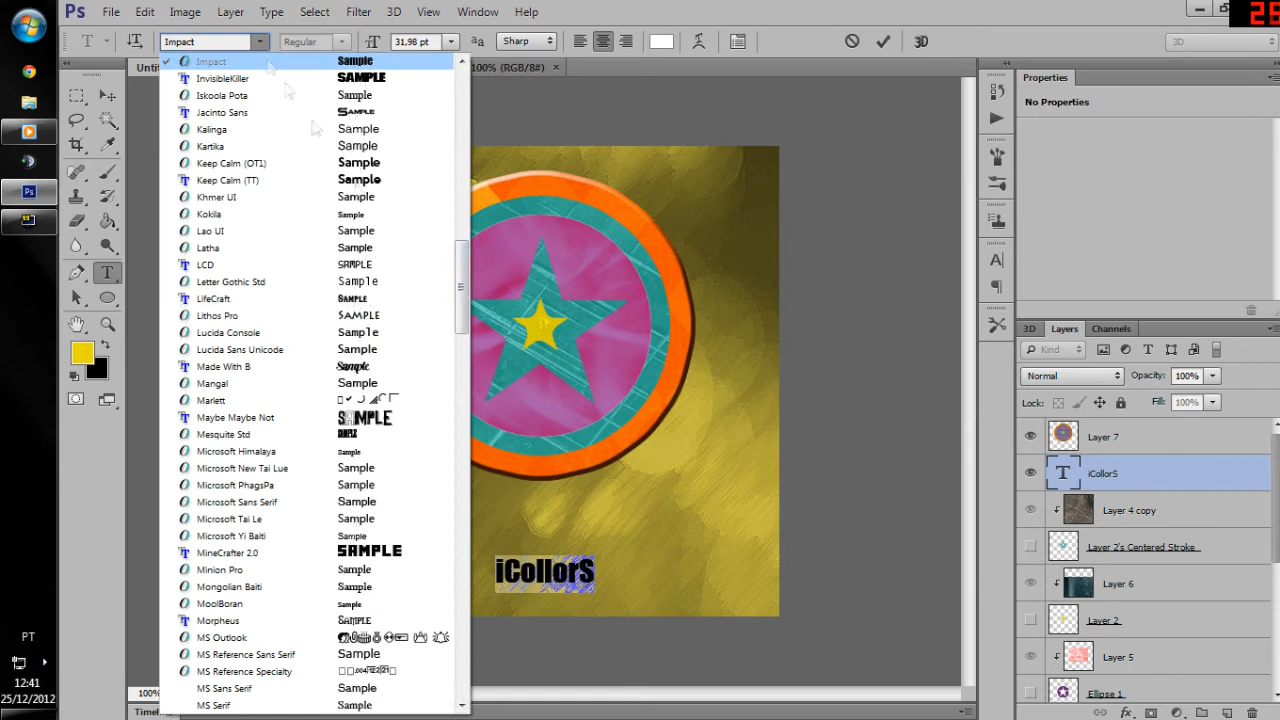 Ps File Edit Image Layer Type Select Filter 3D View Window Help
T Impact Regular T 31,98 pt aa Sharp 3D 3D
100% (RGB/8#) ×
Impact Sample
InvisibleKiller SAMPLE
Iskoola Pota Sample
Jacinto Sans SAMPLE
Kalinga Sample
Kartika Sample
Keep Calm (OT1) Sample
Keep Calm (TT) Sample
Khmer UI Sample
Kokila Sample
Lao UI Sample
Latha Sample
LCD SAMPLE
Letter Gothic Std Sample
LifeCraft SAMPLE
Lithos Pro SAMPLE
Lucida Console Sample
Lucida Sans Unicode Sample
Made With B Sample
Mangal Sample
Marlett
Maybe Maybe Not SAMPLE
Mesquite Std SAMPLE
Microsoft Himalaya Sample
Microsoft New Tai Lue Sample
Microsoft PhagsPa Sample
Microsoft Sans Serif Sample
Microsoft Tai Le Sample
Microsoft Yi Baiti Sample
MineCrafter 2.0 SAMPLE
Minion Pro Sample
Mongolian Baiti Sample
MoolBoran Sample
Morpheus SAMPLE
MS Outlook
MS Reference Sans Serif Sample
MS Reference Specialty
MS Sans Serif Sample
MS Serif Sample
iCollorS
100%
Timeline
Properties
No Properties
3D Layers Channels
Kind
Normal Opacity: 100%
Lock: Fill: 100%
Layer 7
T iCollorS
Layer 4 copy
Layer 2's Centered Stroke
Layer 6
Layer 2
Layer 5
Ellipse 1
PT
12:41
25/12/2012